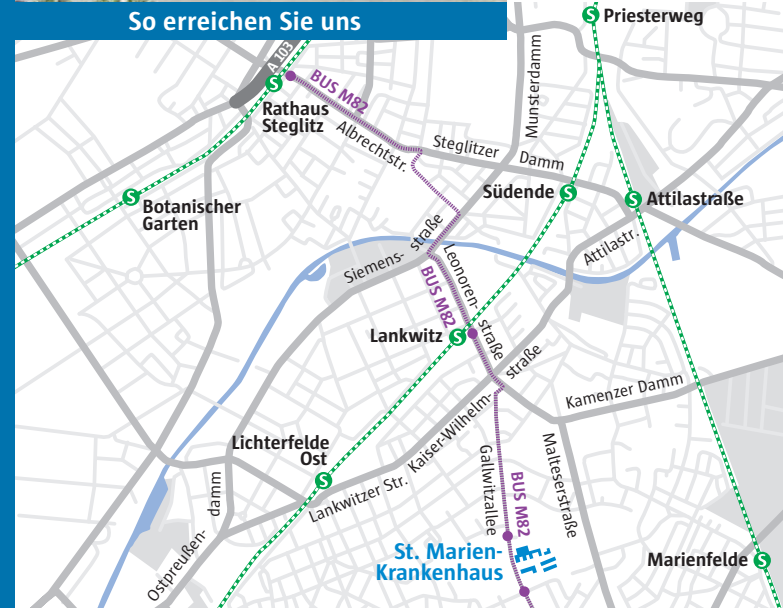 So erreichen Sie uns
Priesterweg
A 103
BUS M82
Rathaus
Steglitz
Albrechtstr.
Steglitzer Damm
Munsterdamm
Südende
Attilastraße
Botanischer
Garten
Siemens-
straße
Attilastr.
Leonoren-
straße
BUS M82
Lankwitz
straße
Kaiser-Wilhelm-
Kamenzer Damm
Lichterfelde
Ost
Lankwitzer Str.
Gallwitzallee
BUS M82
Malteserstraße
Ostpreußen-
damm
St. Marien-
Krankenhaus
Marienfelde
S
S
S
S
S
S
S
S